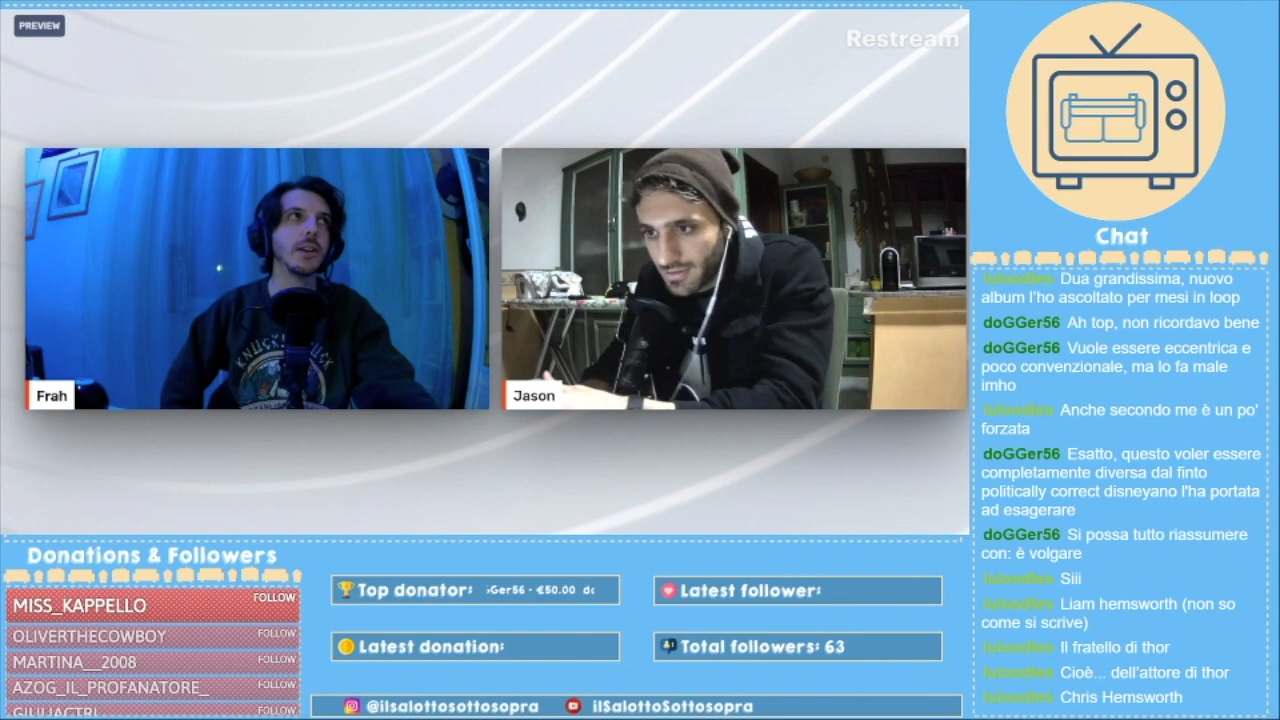 PREVIEW
Restream
Frah
Jason
Chat
Dua grandissima, nuovo
album l'ho ascoltato per mesi in loop
doGGer56 Ah top, non ricordavo bene
doGGer56 Vuole essere eccentrica e
poco convenzionale, ma lo fa male
imho
Anche secondo me è un po'
forzata
doGGer56 Esatto, questo voler essere
completamente diversa dal finto
politically correct disneyano l'ha portata
ad esagerare
doGGer56 Si possa tutto riassumere
con: è volgare
Siii
Liam hemsworth (non so
come si scrive)
Il fratello di thor
Cioè... dell'attore di thor
Chris Hemsworth
Donations & Followers
MISS_KAPPELLO FOLLOW
OLIVERTHECOWBOY FOLLOW
MARTINA__2008 FOLLOW
AZOG_IL_PROFANATORE_ FOLLOW
FOLLOW
Top donator: Ger56 - €50.00 do
Latest follower:
Latest donation:
Total followers: 63
@ilsalottosottosopra
ilSalottoSottosopra